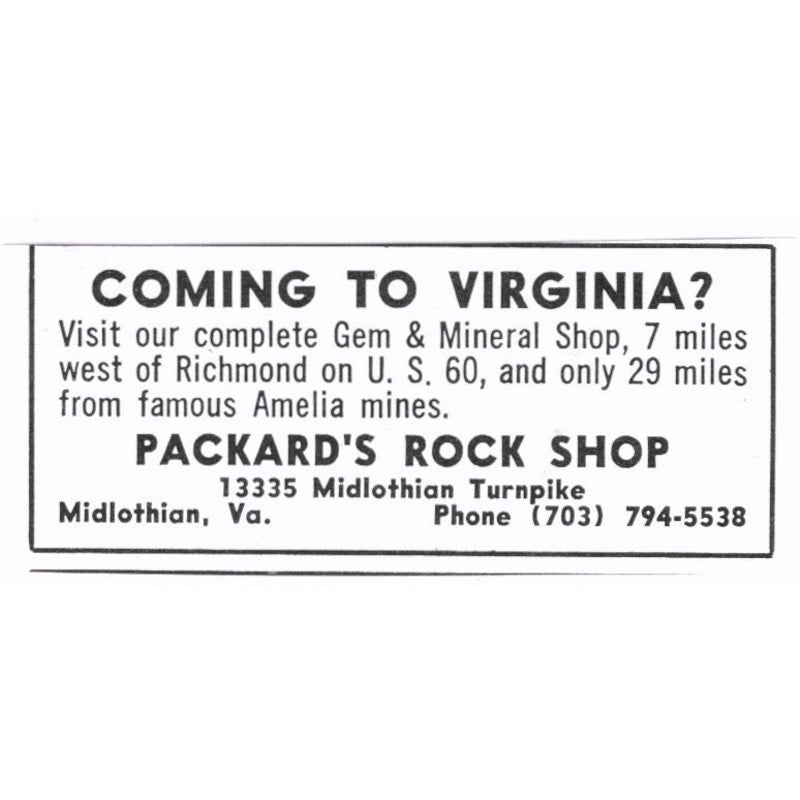 COMING TO VIRGINIA?
Visit our complete Gem & Mineral Shop, 7 miles
west of Richmond on U. S. 60, and only 29 miles
from famous Amelia mines.
PACKARD'S ROCK SHOP
13335 Midlothian Turnpike
Midlothian, Va. Phone (703) 794-5538